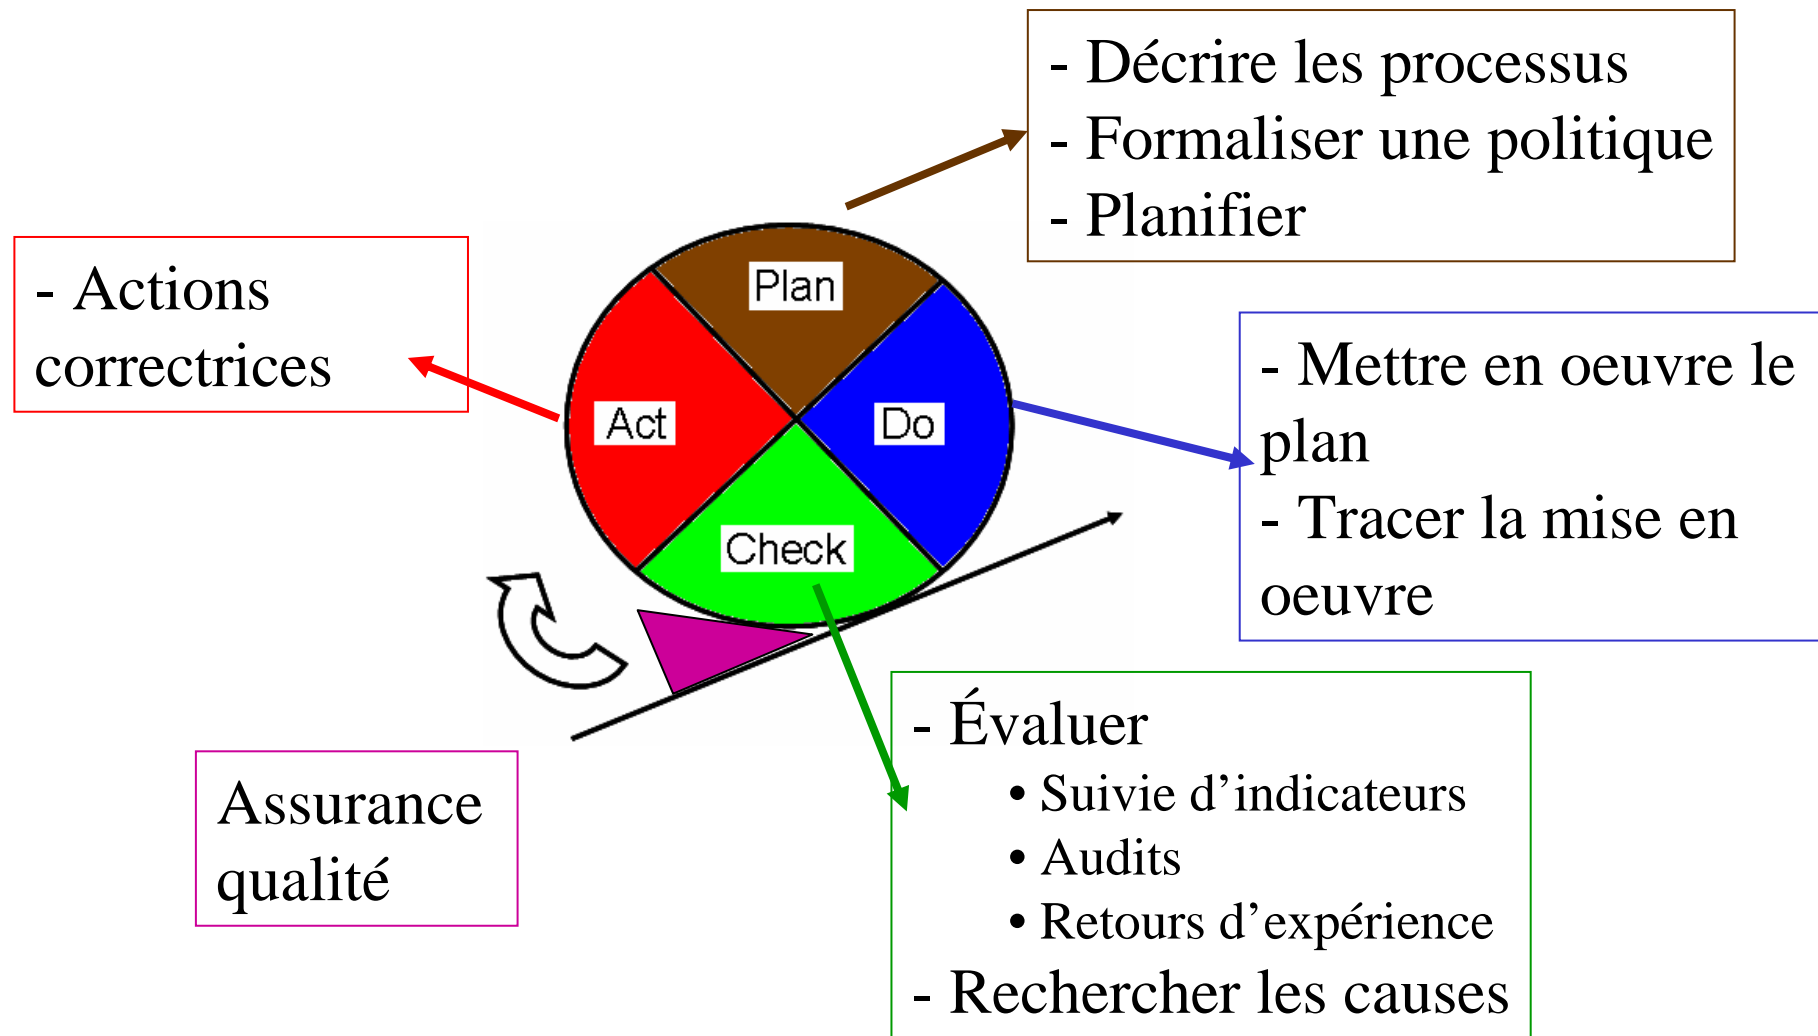 - Décrire les processus
- Formaliser une politique
- Planifier
- Actions
correctrices
Plan
Act
Do
Check
- Mettre en oeuvre le
plan
- Tracer la mise en
oeuvre
Assurance
qualité
- Évaluer
• Suivie d’indicateurs
• Audits
• Retours d’expérience
- Rechercher les causes